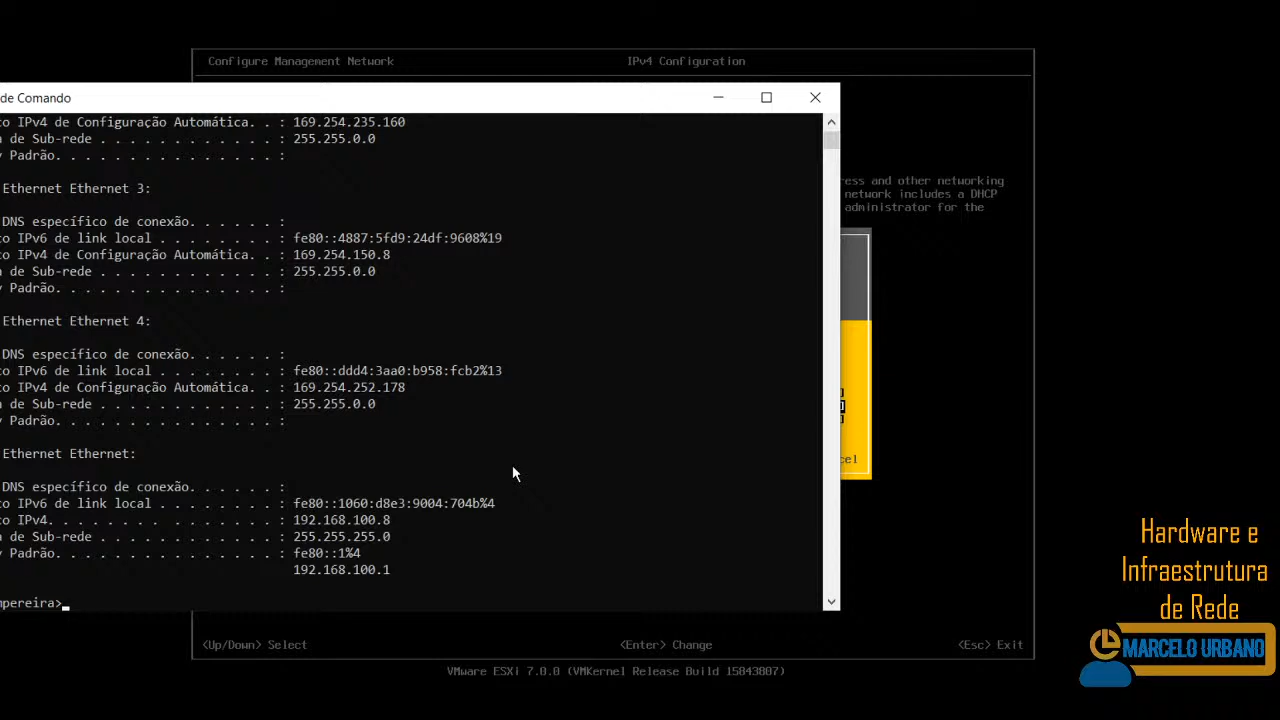 Configure Management Network
IPv4 Configuration
de Comando
o IPv4 de Configuração Automática. . : 169.254.235.160
a de Sub-rede . . . . . . . . . . . . : 255.255.0.0
y Padrão. . . . . . . . . . . . . . . :
Ethernet Ethernet 3:
DNS específico de conexão. . . . . . :
o IPv6 de link local . . . . . . . . : fe80::4887:5fd9:24df:9608%19
o IPv4 de Configuração Automática. . : 169.254.150.8
a de Sub-rede . . . . . . . . . . . . : 255.255.0.0
y Padrão. . . . . . . . . . . . . . . :
Ethernet Ethernet 4:
DNS específico de conexão. . . . . . :
o IPv6 de link local . . . . . . . . : fe80::ddd4:3aa0:b958:fcb2%13
o IPv4 de Configuração Automática. . : 169.254.252.178
a de Sub-rede . . . . . . . . . . . . : 255.255.0.0
y Padrão. . . . . . . . . . . . . . . :
Ethernet Ethernet:
DNS específico de conexão. . . . . . :
o IPv6 de link local . . . . . . . . : fe80::1060:d8e3:9004:704b%4
o IPv4. . . . . . . . . . . . . . . . : 192.168.100.8
a de Sub-rede . . . . . . . . . . . . : 255.255.255.0
y Padrão. . . . . . . . . . . . . . . : fe80::1%4
192.168.100.1
mpereira>
ress and other networking
network includes a DHCP
administrator for the
cel
<Up/Down> Select
<Enter> Change
<Esc> Exit
VMware ESXi 7.0.0 (VMKernel Release Build 15843807)
Hardware e
Infraestrutura
de Rede
MARCELO URBANO